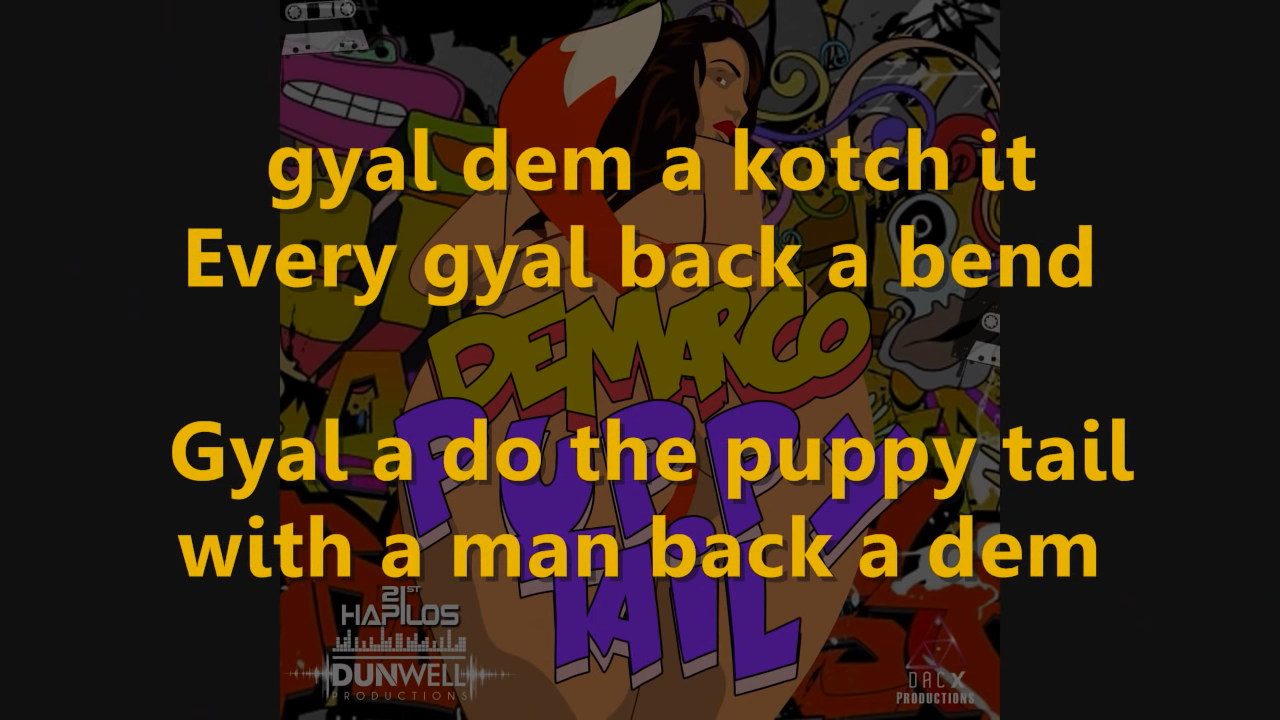 gyal dem a kotch it
Every gyal back a bend
DEMARCO
Gyal a do the puppy tail
PUPPY
with a man back a dem
TAIL
21ST
HAPILOS
DUNWELL
PRODUCTIONS
DACX
PRODUCTIONS